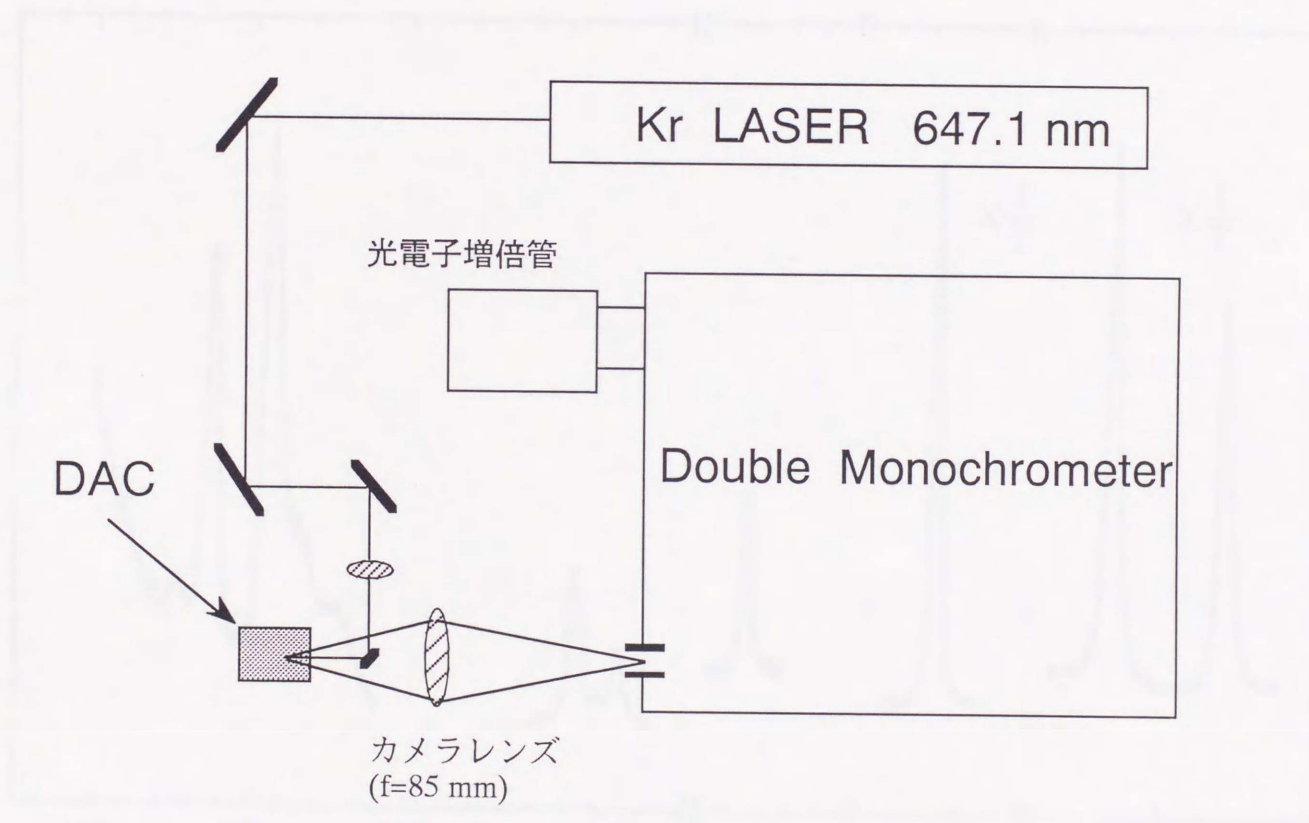 Kr LASER 647.1 nm
光電子増倍管
Double Monochrometer
DAC
カメラレンズ
(f=85 mm)